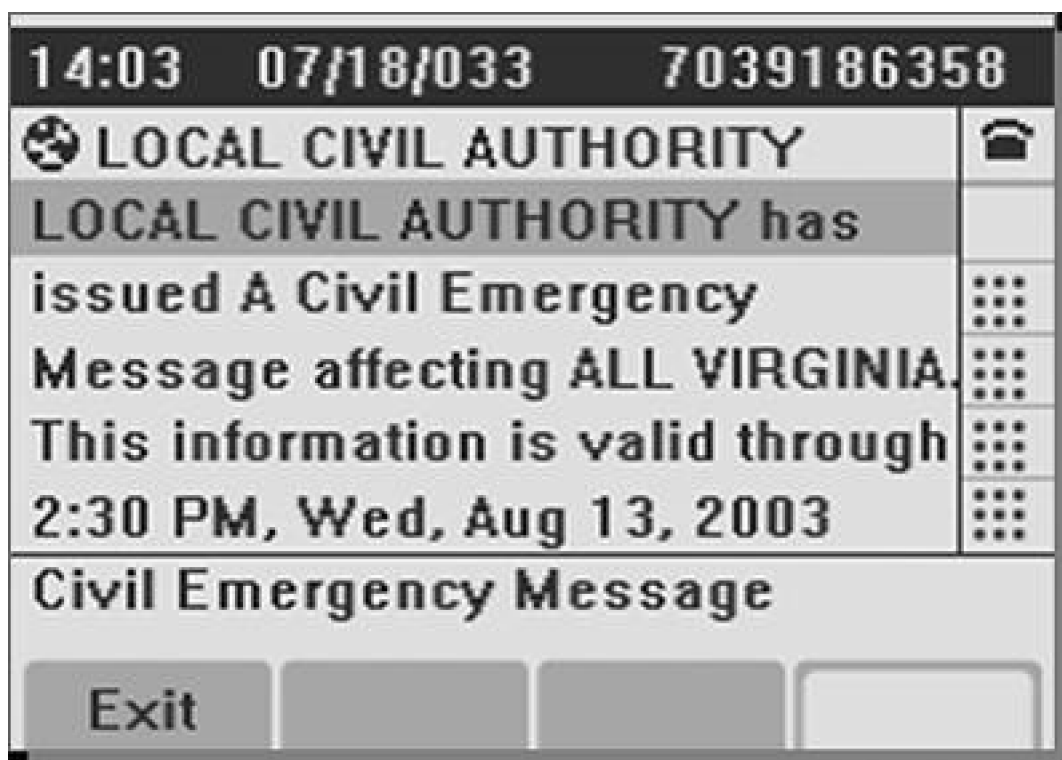 14:03 07/18/033 7039186358
LOCAL CIVIL AUTHORITY
LOCAL CIVIL AUTHORITY has
issued A Civil Emergency
Message affecting ALL VIRGINIA.
This information is valid through
2:30 PM, Wed, Aug 13, 2003
Civil Emergency Message
Exit